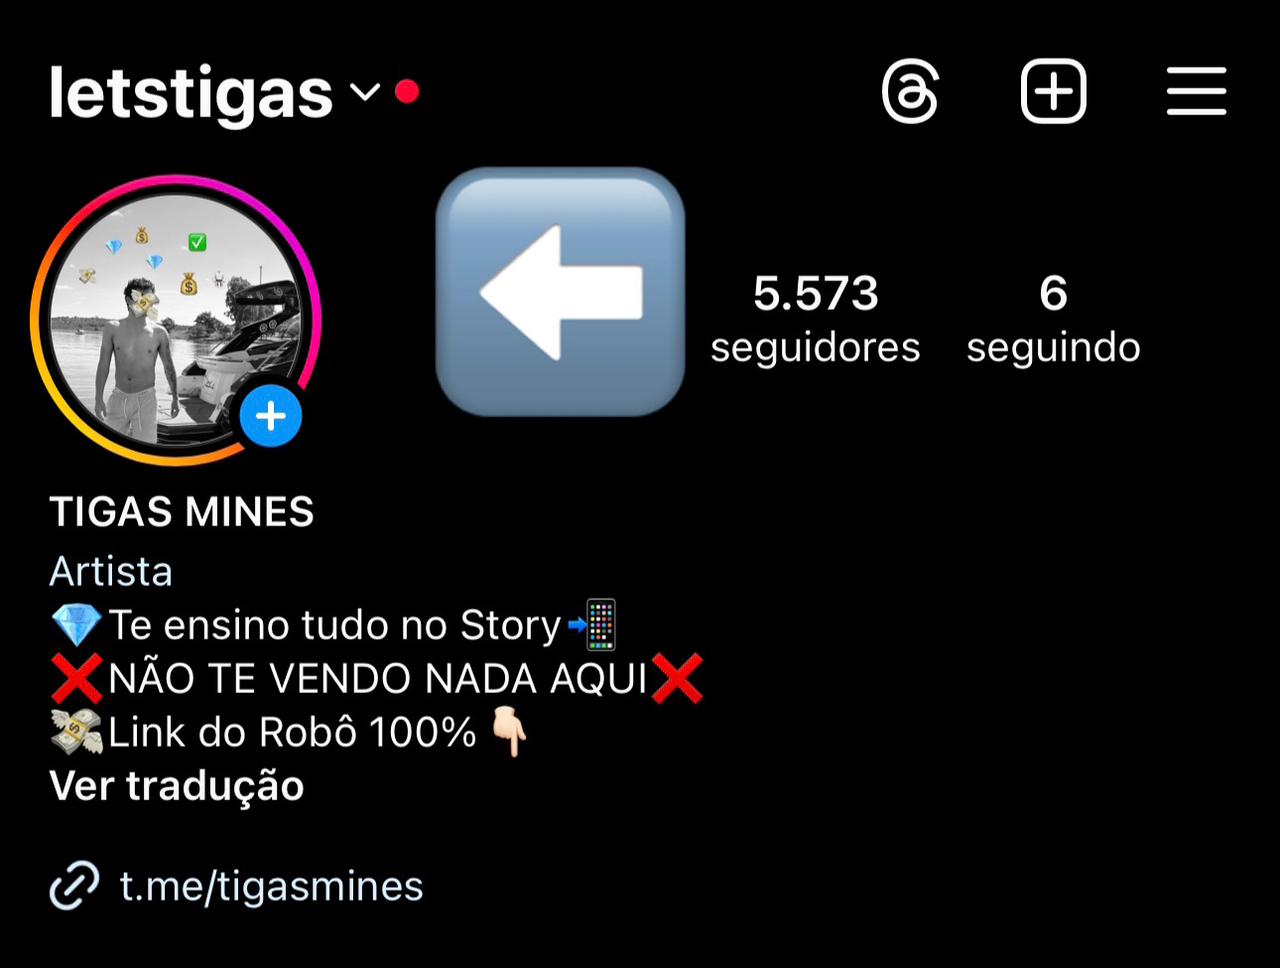 letstigas
5.573
seguidores
6
seguindo
TIGAS MINES
Artista
💎Te ensino tudo no Story📲
❌NÃO TE VENDO NADA AQUI❌
💸Link do Robô 100% 👇🏻
Ver tradução
t.me/tigasmines